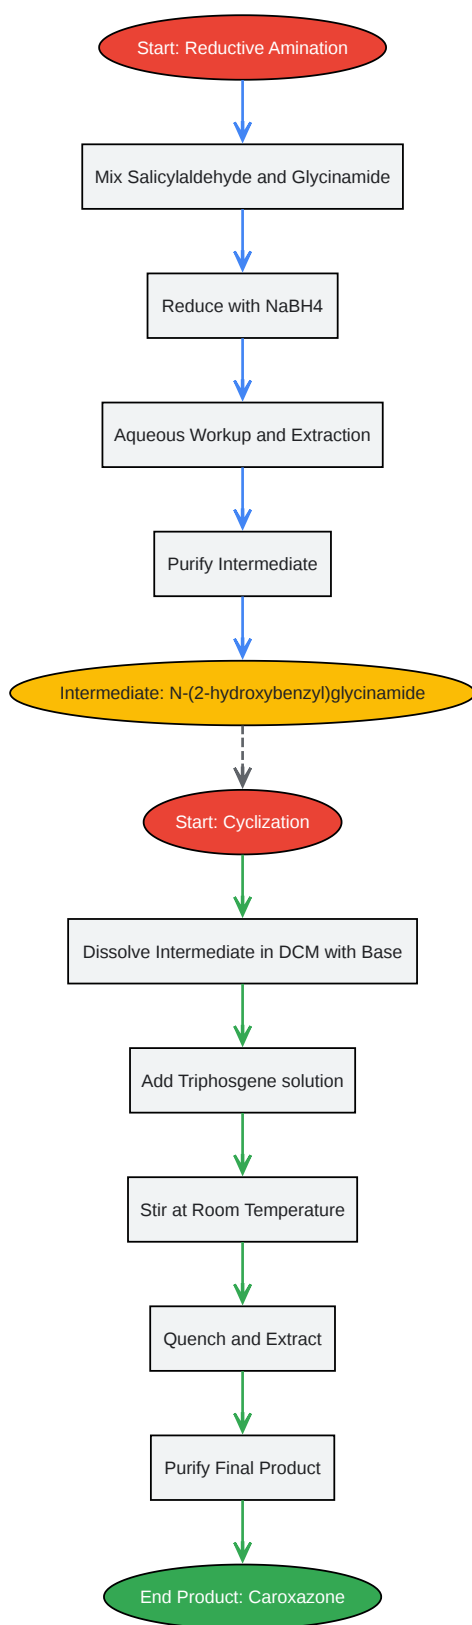 Start: Reductive Amination
Mix Salicylaldehyde and Glycinamide
Reduce with NaBH4
Aqueous Workup and Extraction
Purify Intermediate
Intermediate: N-(2-hydroxybenzyl)glycinamide
Start: Cyclization
Dissolve Intermediate in DCM with Base
Add Triphosgene solution
Stir at Room Temperature
Quench and Extract
Purify Final Product
End Product: Caroxazone